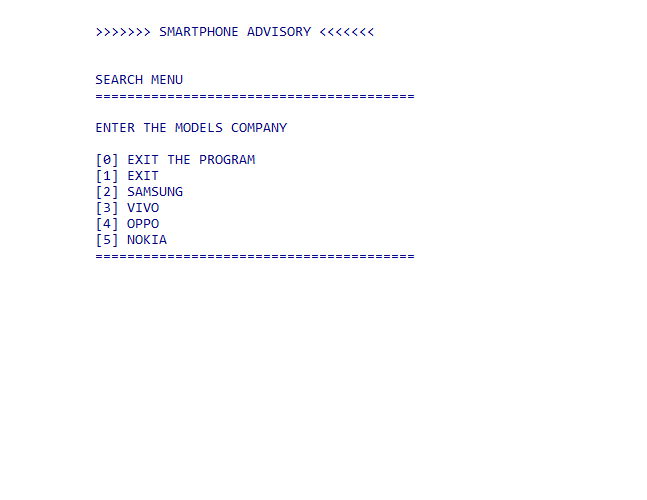 >>>>>>> SMARTPHONE ADVISORY <<<<<<<
SEARCH MENU
========================================
ENTER THE MODELS COMPANY
[0] EXIT THE PROGRAM
[1] EXIT
[2] SAMSUNG
[3] VIVO
[4] OPPO
[5] NOKIA
========================================